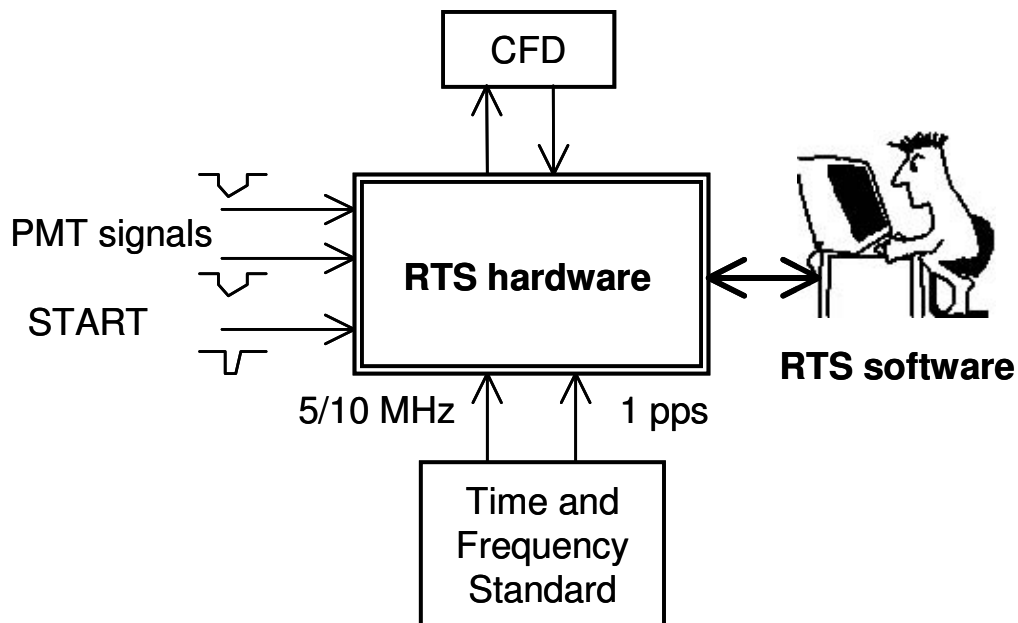 CFD
PMT signals
START
RTS hardware
RTS software
5/10 MHz
1 pps
Time and
Frequency
Standard